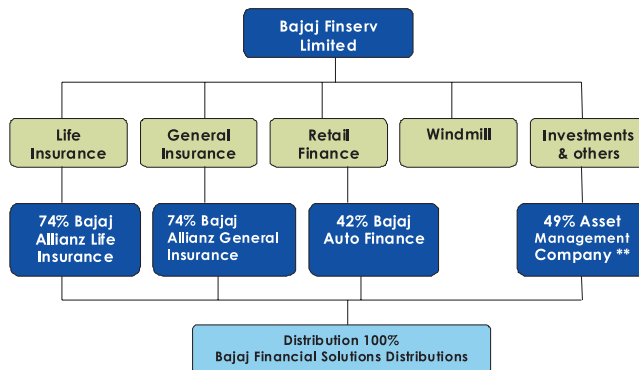 Bajaj Finserv
Limited
Life
Insurance
General
Insurance
Retail
Finance
Windmill
Investments
& others
74% Bajaj
Allianz Life
Insurance
74% Bajaj
Allianz General
Insurance
42% Bajaj
Auto Finance
49% Asset
Management
Company **
Distribution 100%
Bajaj Financial Solutions Distributions